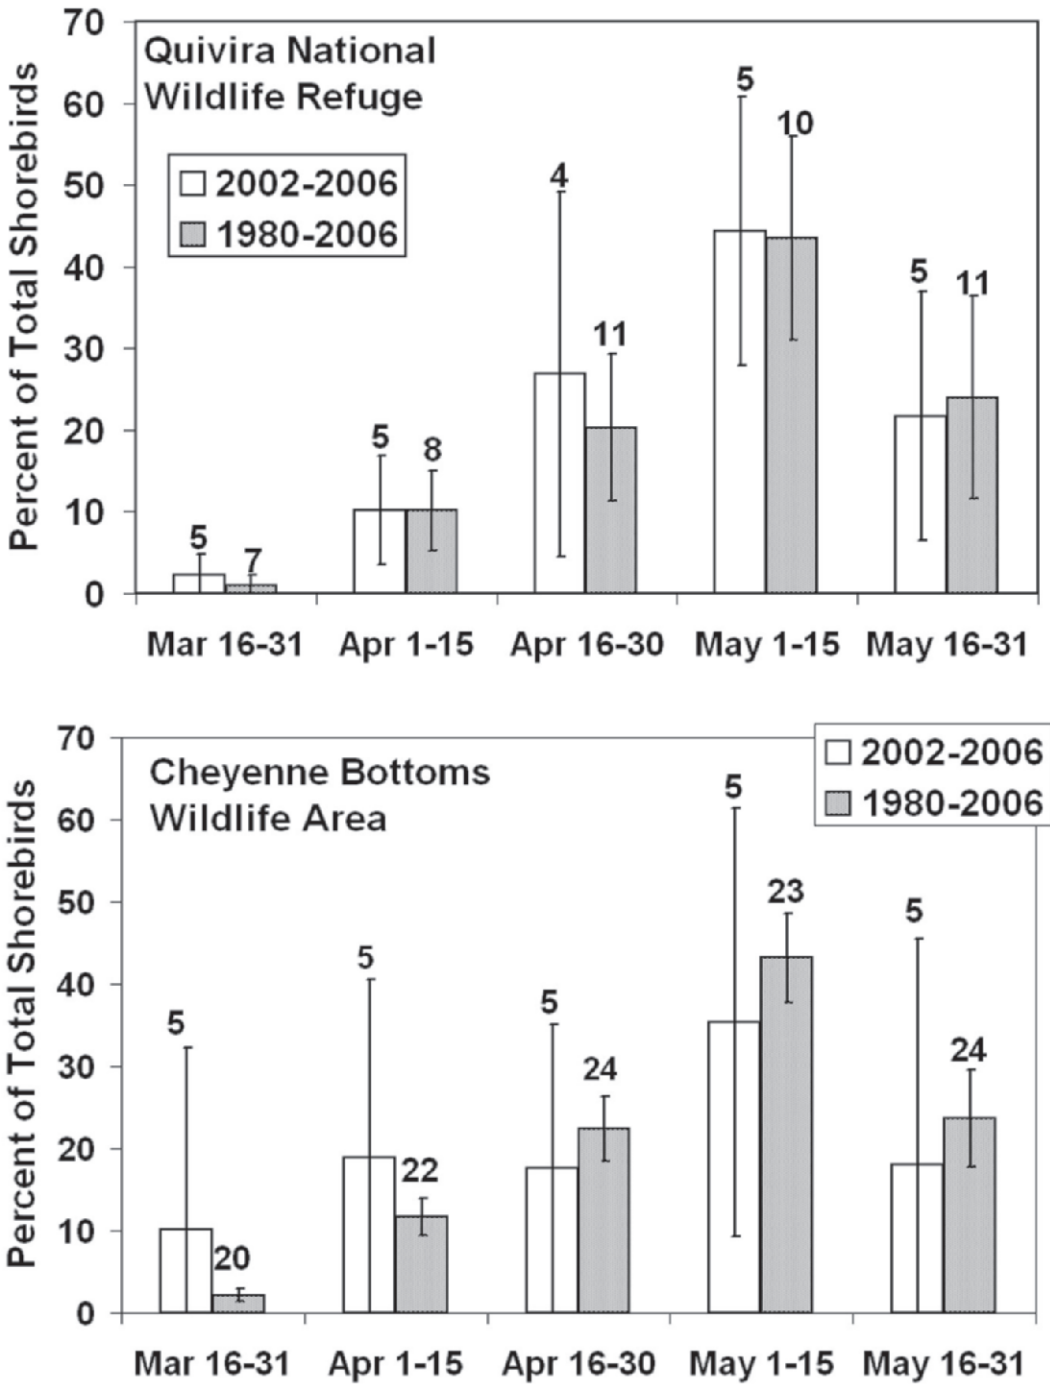 Quivira National
Wildlife Refuge
2002-2006
1980-2006
Percent of Total Shorebirds
70
60
50
40
30
20
10
0
5
7
5
8
4
11
5
10
5
11
Mar 16-31
Apr 1-15
Apr 16-30
May 1-15
May 16-31
Cheyenne Bottoms
Wildlife Area
2002-2006
1980-2006
Percent of Total Shorebirds
70
60
50
40
30
20
10
0
5
20
5
22
5
24
5
23
5
24
Mar 16-31
Apr 1-15
Apr 16-30
May 1-15
May 16-31